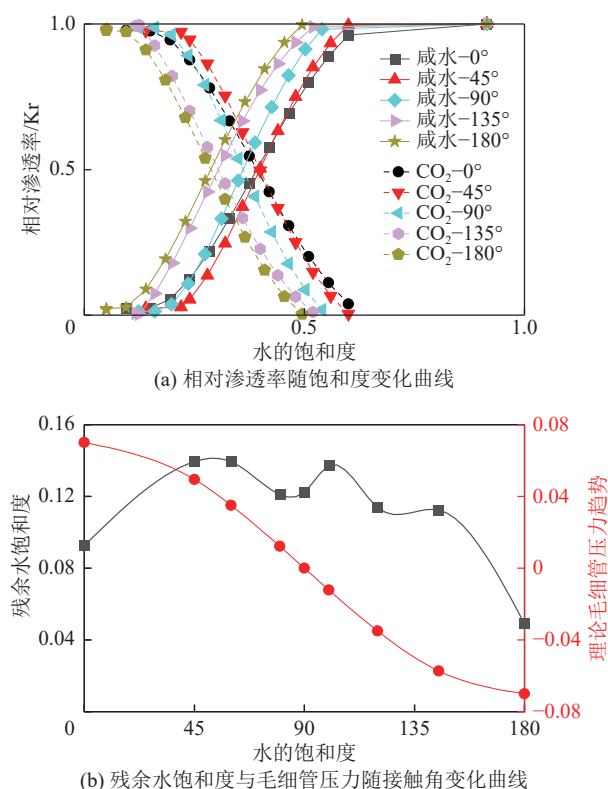 1.0
0.5
0
相对渗透率/Kr
咸水−0°
咸水−45°
咸水−90°
咸水−135°
咸水−180°
CO₂−0°
CO₂−45°
CO₂−90°
CO₂−135°
CO₂−180°
0.5
1.0
水的饱和度
(a) 相对渗透率随饱和度变化曲线
0.16
0.12
0.08
0.04
残余水饱和度
0.08
0.04
0
−0.04
−0.08
理论毛细管压力趋势
0
45
90
135
180
水的饱和度
(b) 残余水饱和度与毛细管压力随接触角变化曲线